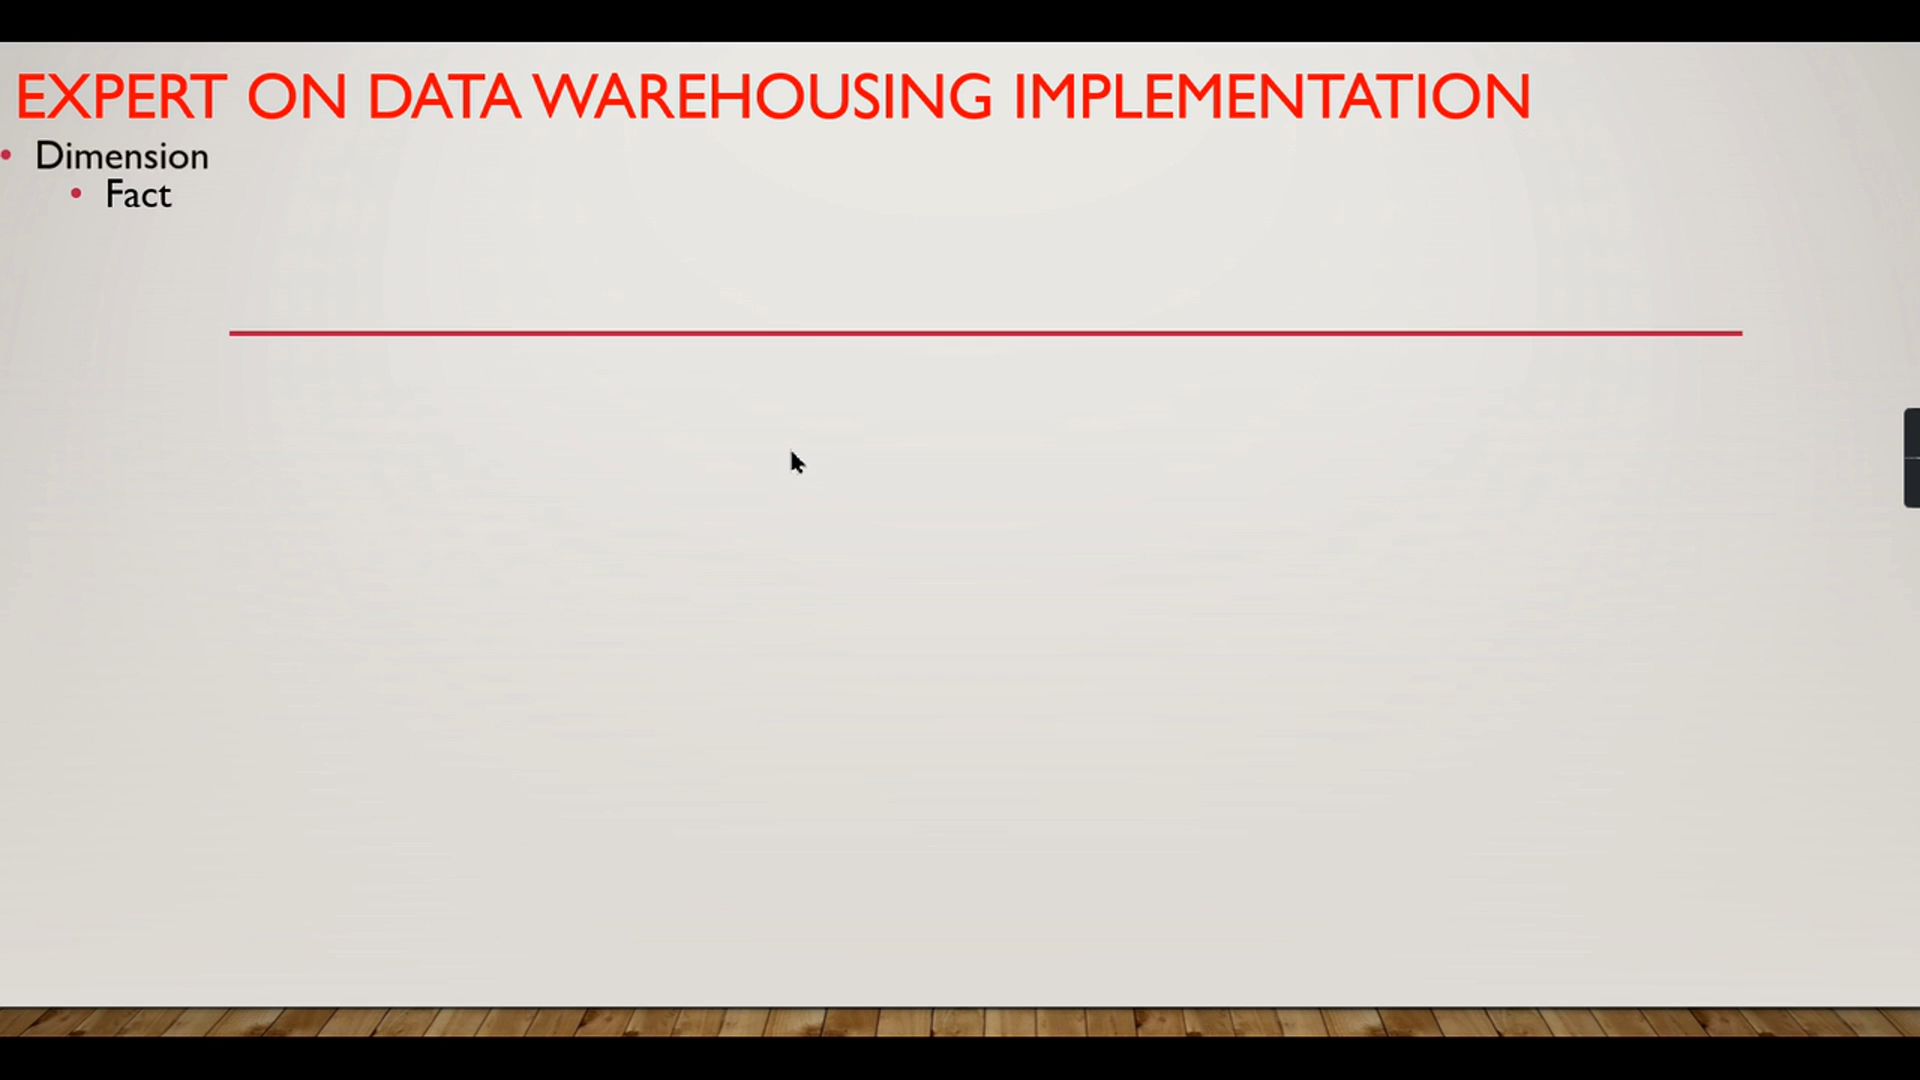 EXPERT ON DATA WAREHOUSING IMPLEMENTATION
• Dimension
• Fact